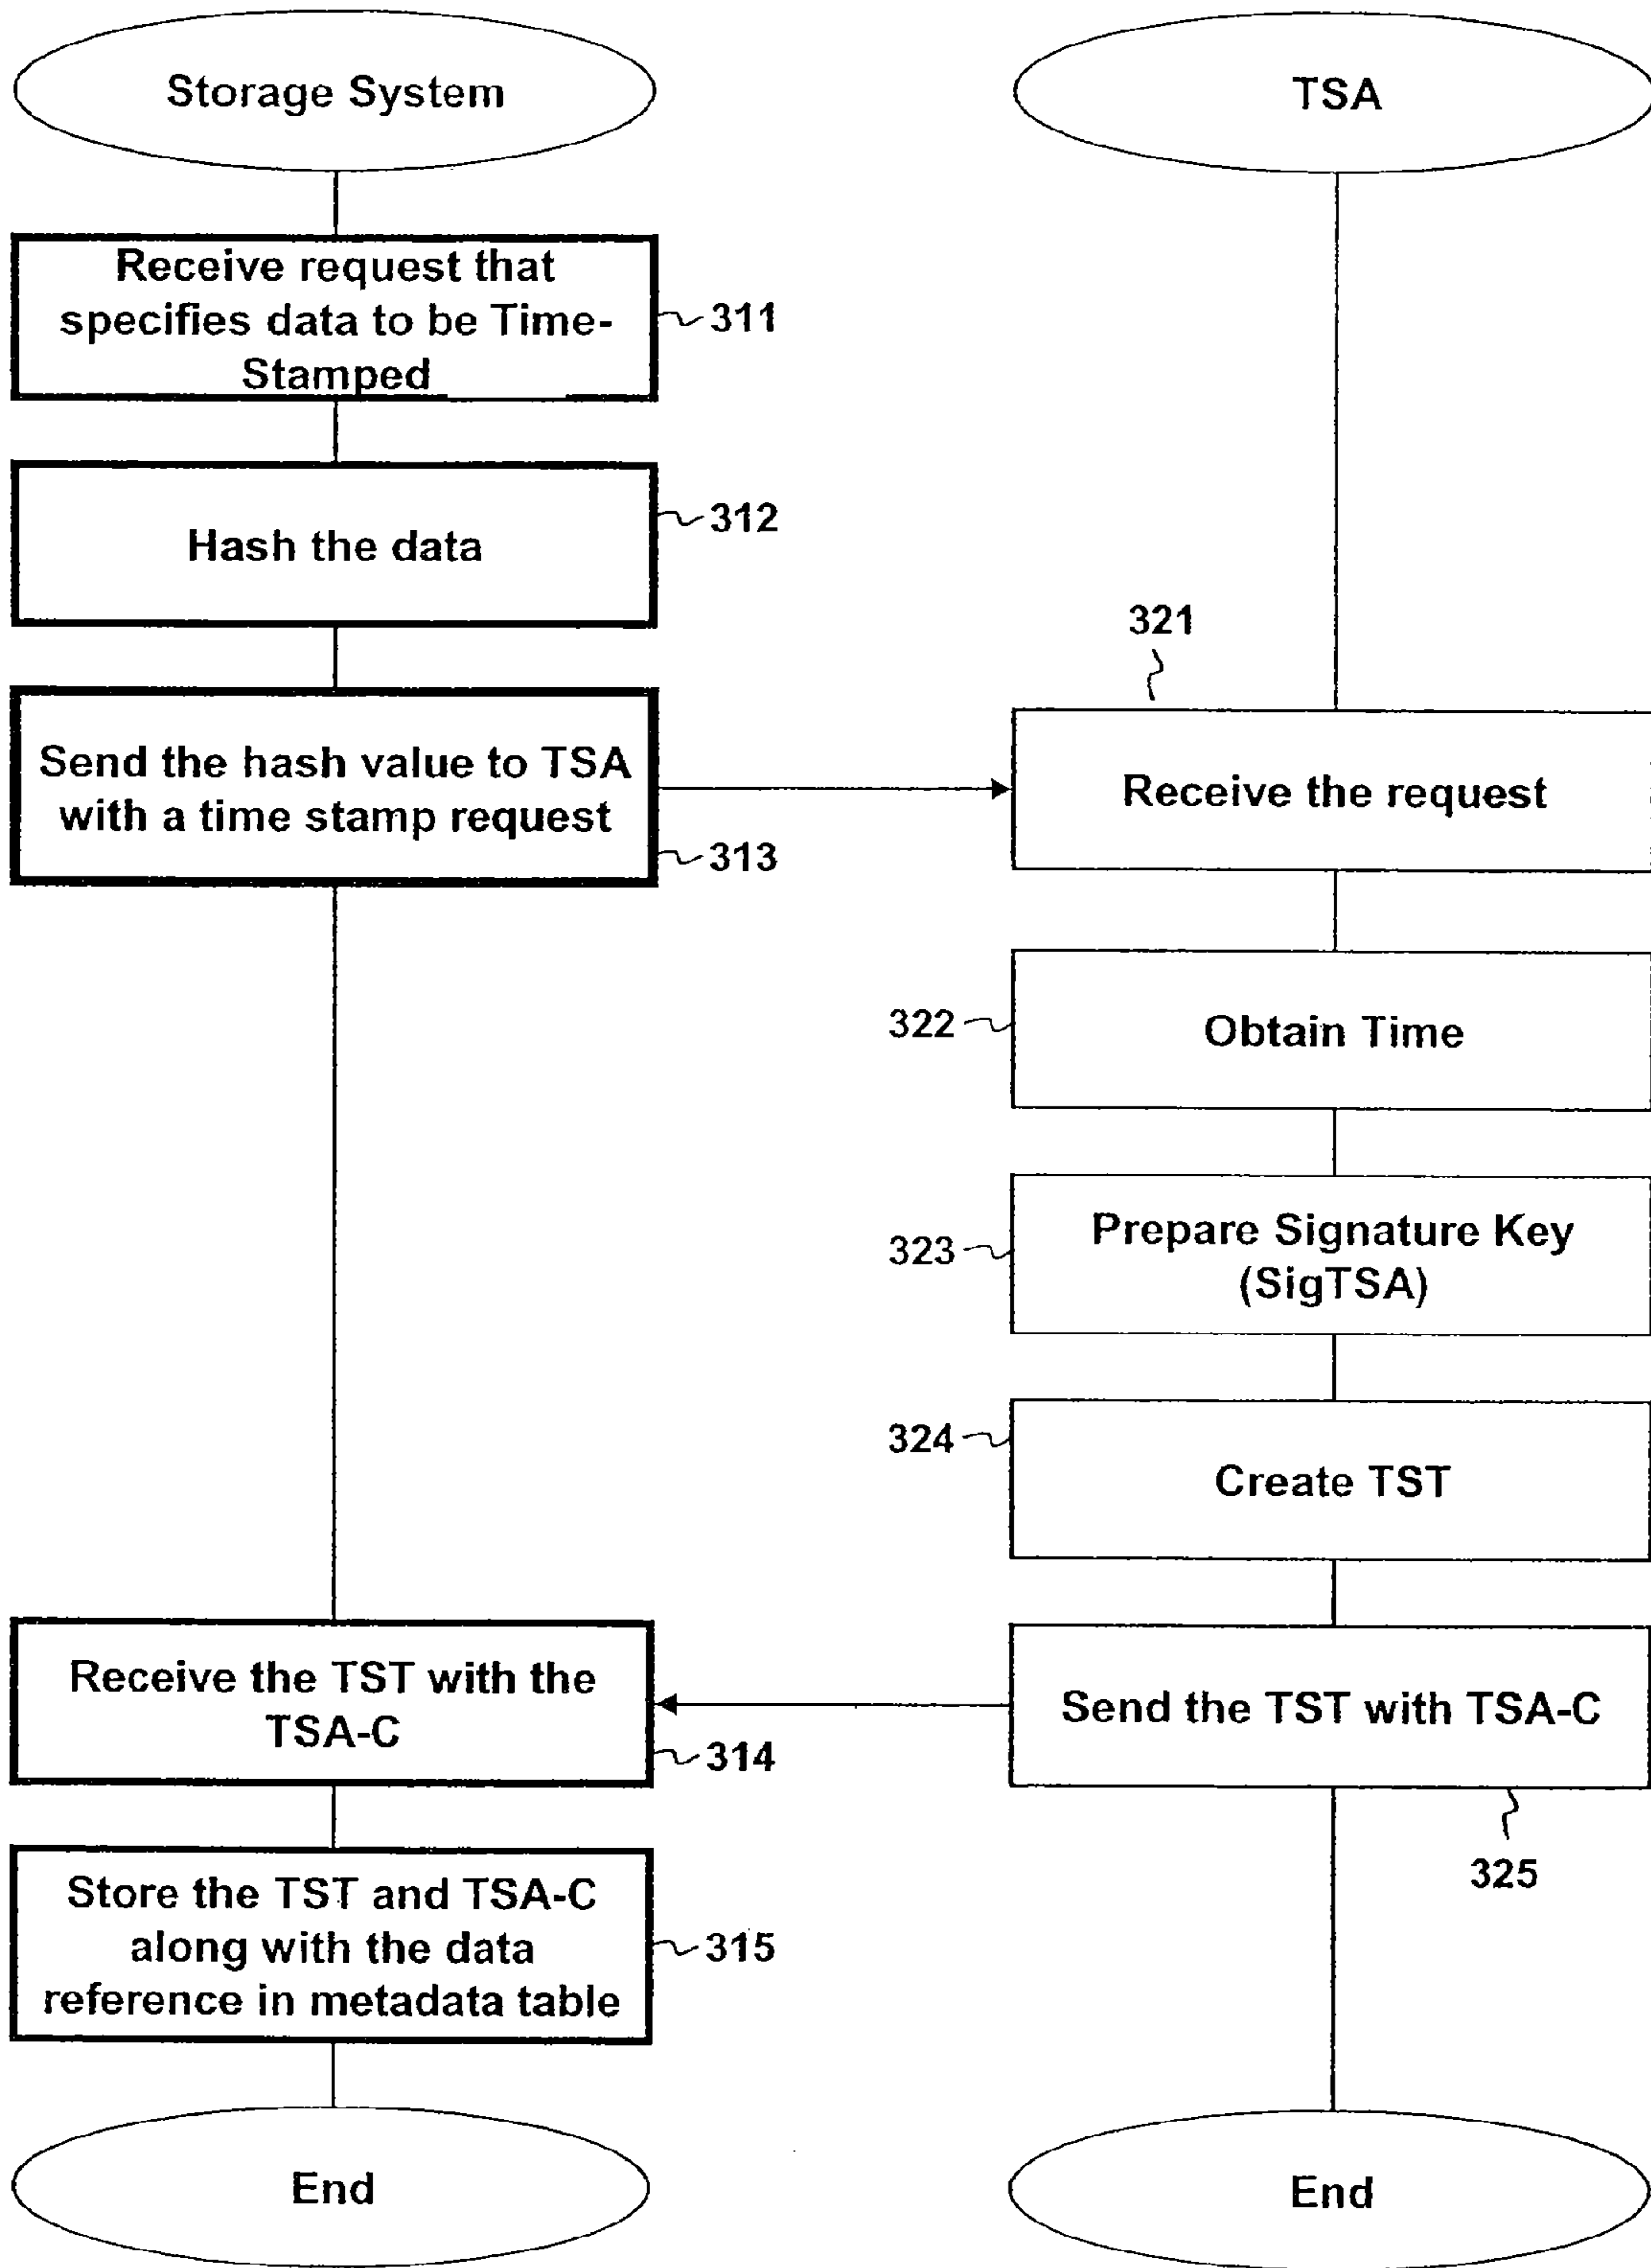 Storage System
Receive request that
specifies data to be Time-
Stamped
311
Hash the data
312
Send the hash value to TSA
with a time stamp request
313
Receive the TST with the
TSA-C
314
Store the TST and TSA-C
along with the data
reference in metadata table
315
End
TSA
321
Receive the request
322
Obtain Time
323
Prepare Signature Key
(SigTSA)
324
Create TST
Send the TST with TSA-C
325
End